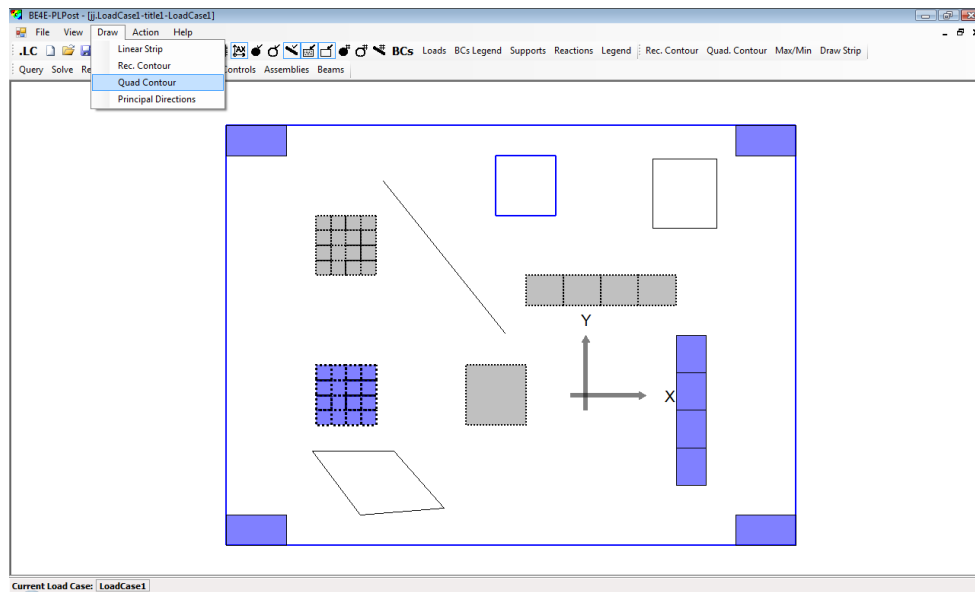 BE4E-PLPost - [jj.LoadCase1-title1-LoadCase1]
File View Draw Action Help
.LC BCs Loads BCs Legend Supports Reactions Legend Rec. Contour Quad. Contour Max/Min Draw Strip
Query Solve Re ontrols Assemblies Beams
Linear Strip
Rec. Contour
Quad Contour
Principal Directions
Y
X
Current Load Case: LoadCase1